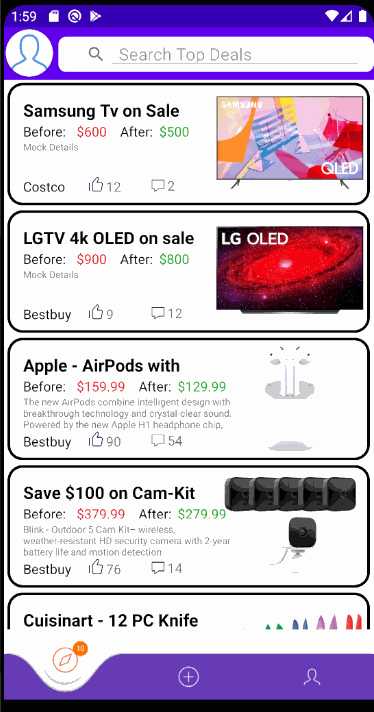 1:59
Search Top Deals
Samsung Tv on Sale
Before: $600 After: $500
Mock Details
Costco 12 2
SAMSUNG
QLED
LGTV 4k OLED on sale
Before: $900 After: $800
Mock Details
Bestbuy 9 12
LG OLED
Apple - AirPods with
Before: $159.99 After: $129.99
The new AirPods combine intelligent design with
breakthrough technology and crystal-clear sound.
Powered by the new Apple H1 headphone chip,
Bestbuy 90 54
Save $100 on Cam-Kit
Before: $379.99 After: $279.99
Blink - Outdoor 5 Cam Kit– wireless,
weather-resistant HD security camera with 2-year
battery life and motion detection
Bestbuy 76 14
Cuisinart - 12 PC Knife
10